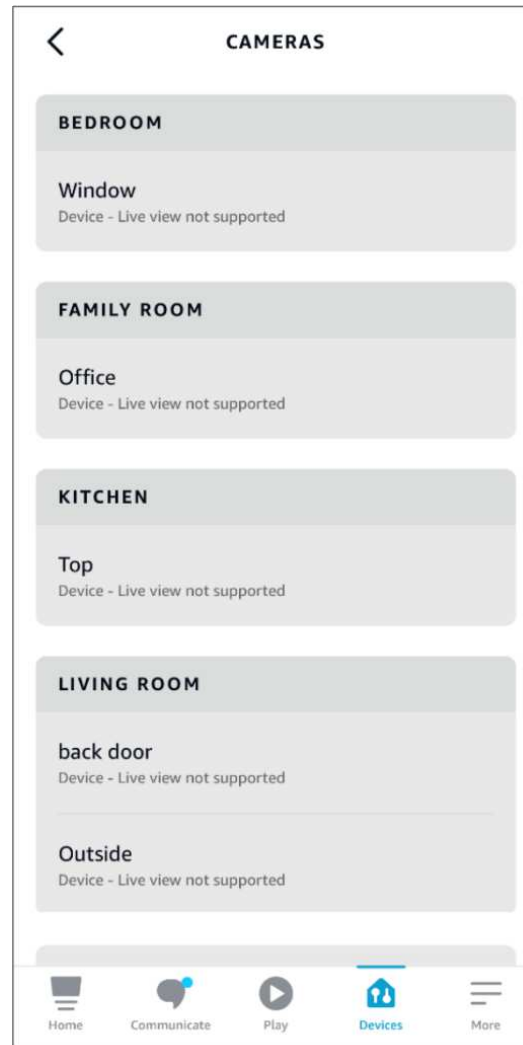 CAMERAS
BEDROOM
Window
Device - Live view not supported
FAMILY ROOM
Office
Device - Live view not supported
KITCHEN
Top
Device - Live view not supported
LIVING ROOM
back door
Device - Live view not supported
Outside
Device - Live view not supported
Home Communicate Play Devices More